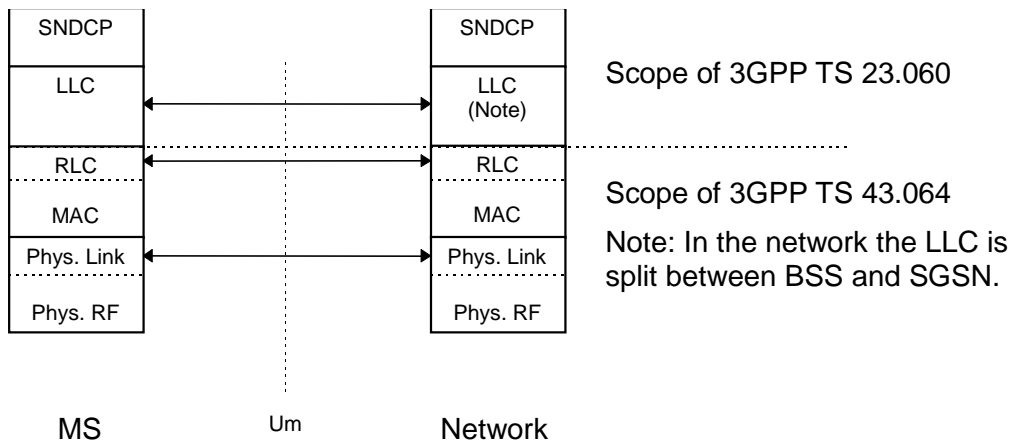 SNDCP
LLC
RLC
MAC
Phys. Link
Phys. RF
MS
Um
SNDCP
LLC
(Note)
RLC
MAC
Phys. Link
Phys. RF
Network
Scope of 3GPP TS 23.060
Scope of 3GPP TS 43.064
Note: In the network the LLC is
split between BSS and SGSN.